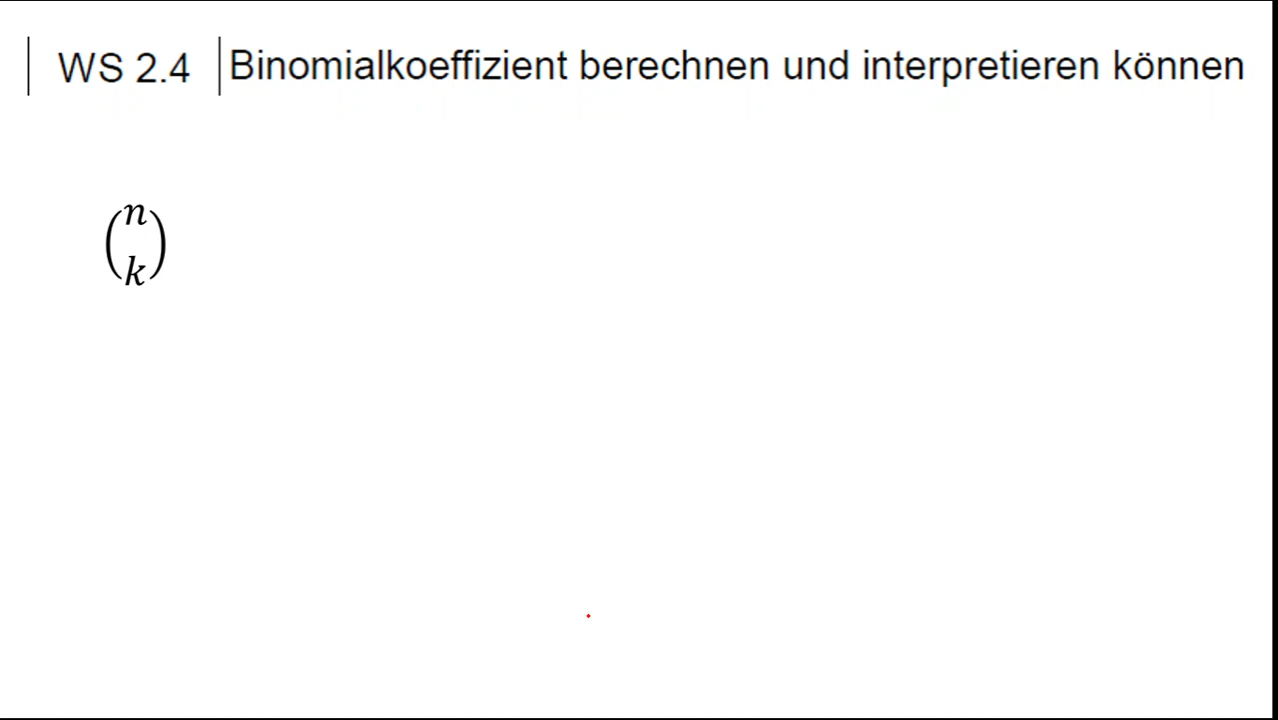 WS 2.4 Binomialkoeffizient berechnen und interpretieren können
(n
k)